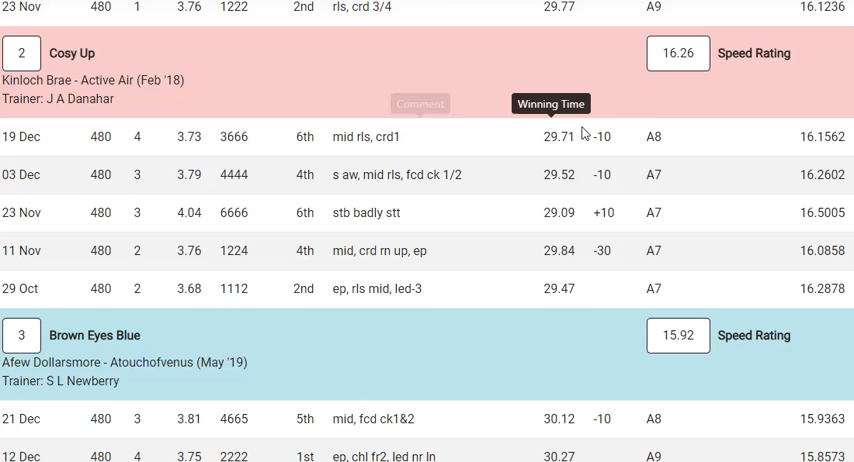 23 Nov 480 1 3.76 1222 2nd rls, crd 3/4 29.77 A9 16.1236
2 Cosy Up 16.26 Speed Rating
Kinloch Brae - Active Air (Feb '18)
Trainer: J A Danahar
Comment Winning Time
19 Dec 480 4 3.73 3666 6th mid rls, crd1 29.71 -10 A8 16.1562
03 Dec 480 3 3.79 4444 4th s aw, mid rls, fcd ck 1/2 29.52 -10 A7 16.2602
23 Nov 480 3 4.04 6666 6th stb badly stt 29.09 +10 A7 16.5005
11 Nov 480 2 3.76 1224 4th mid, crd rn up, ep 29.84 -30 A7 16.0858
29 Oct 480 2 3.68 1112 2nd ep, rls mid, led-3 29.47 A7 16.2878
3 Brown Eyes Blue 15.92 Speed Rating
Afew Dollarsmore - Atouchofvenus (May '19)
Trainer: S L Newberry
21 Dec 480 3 3.81 4665 5th mid, fcd ck1&2 30.12 -10 A8 15.9363
12 Dec 480 4 3.75 2222 1st ep, chl fr2, led nr ln 30.27 A9 15.8573